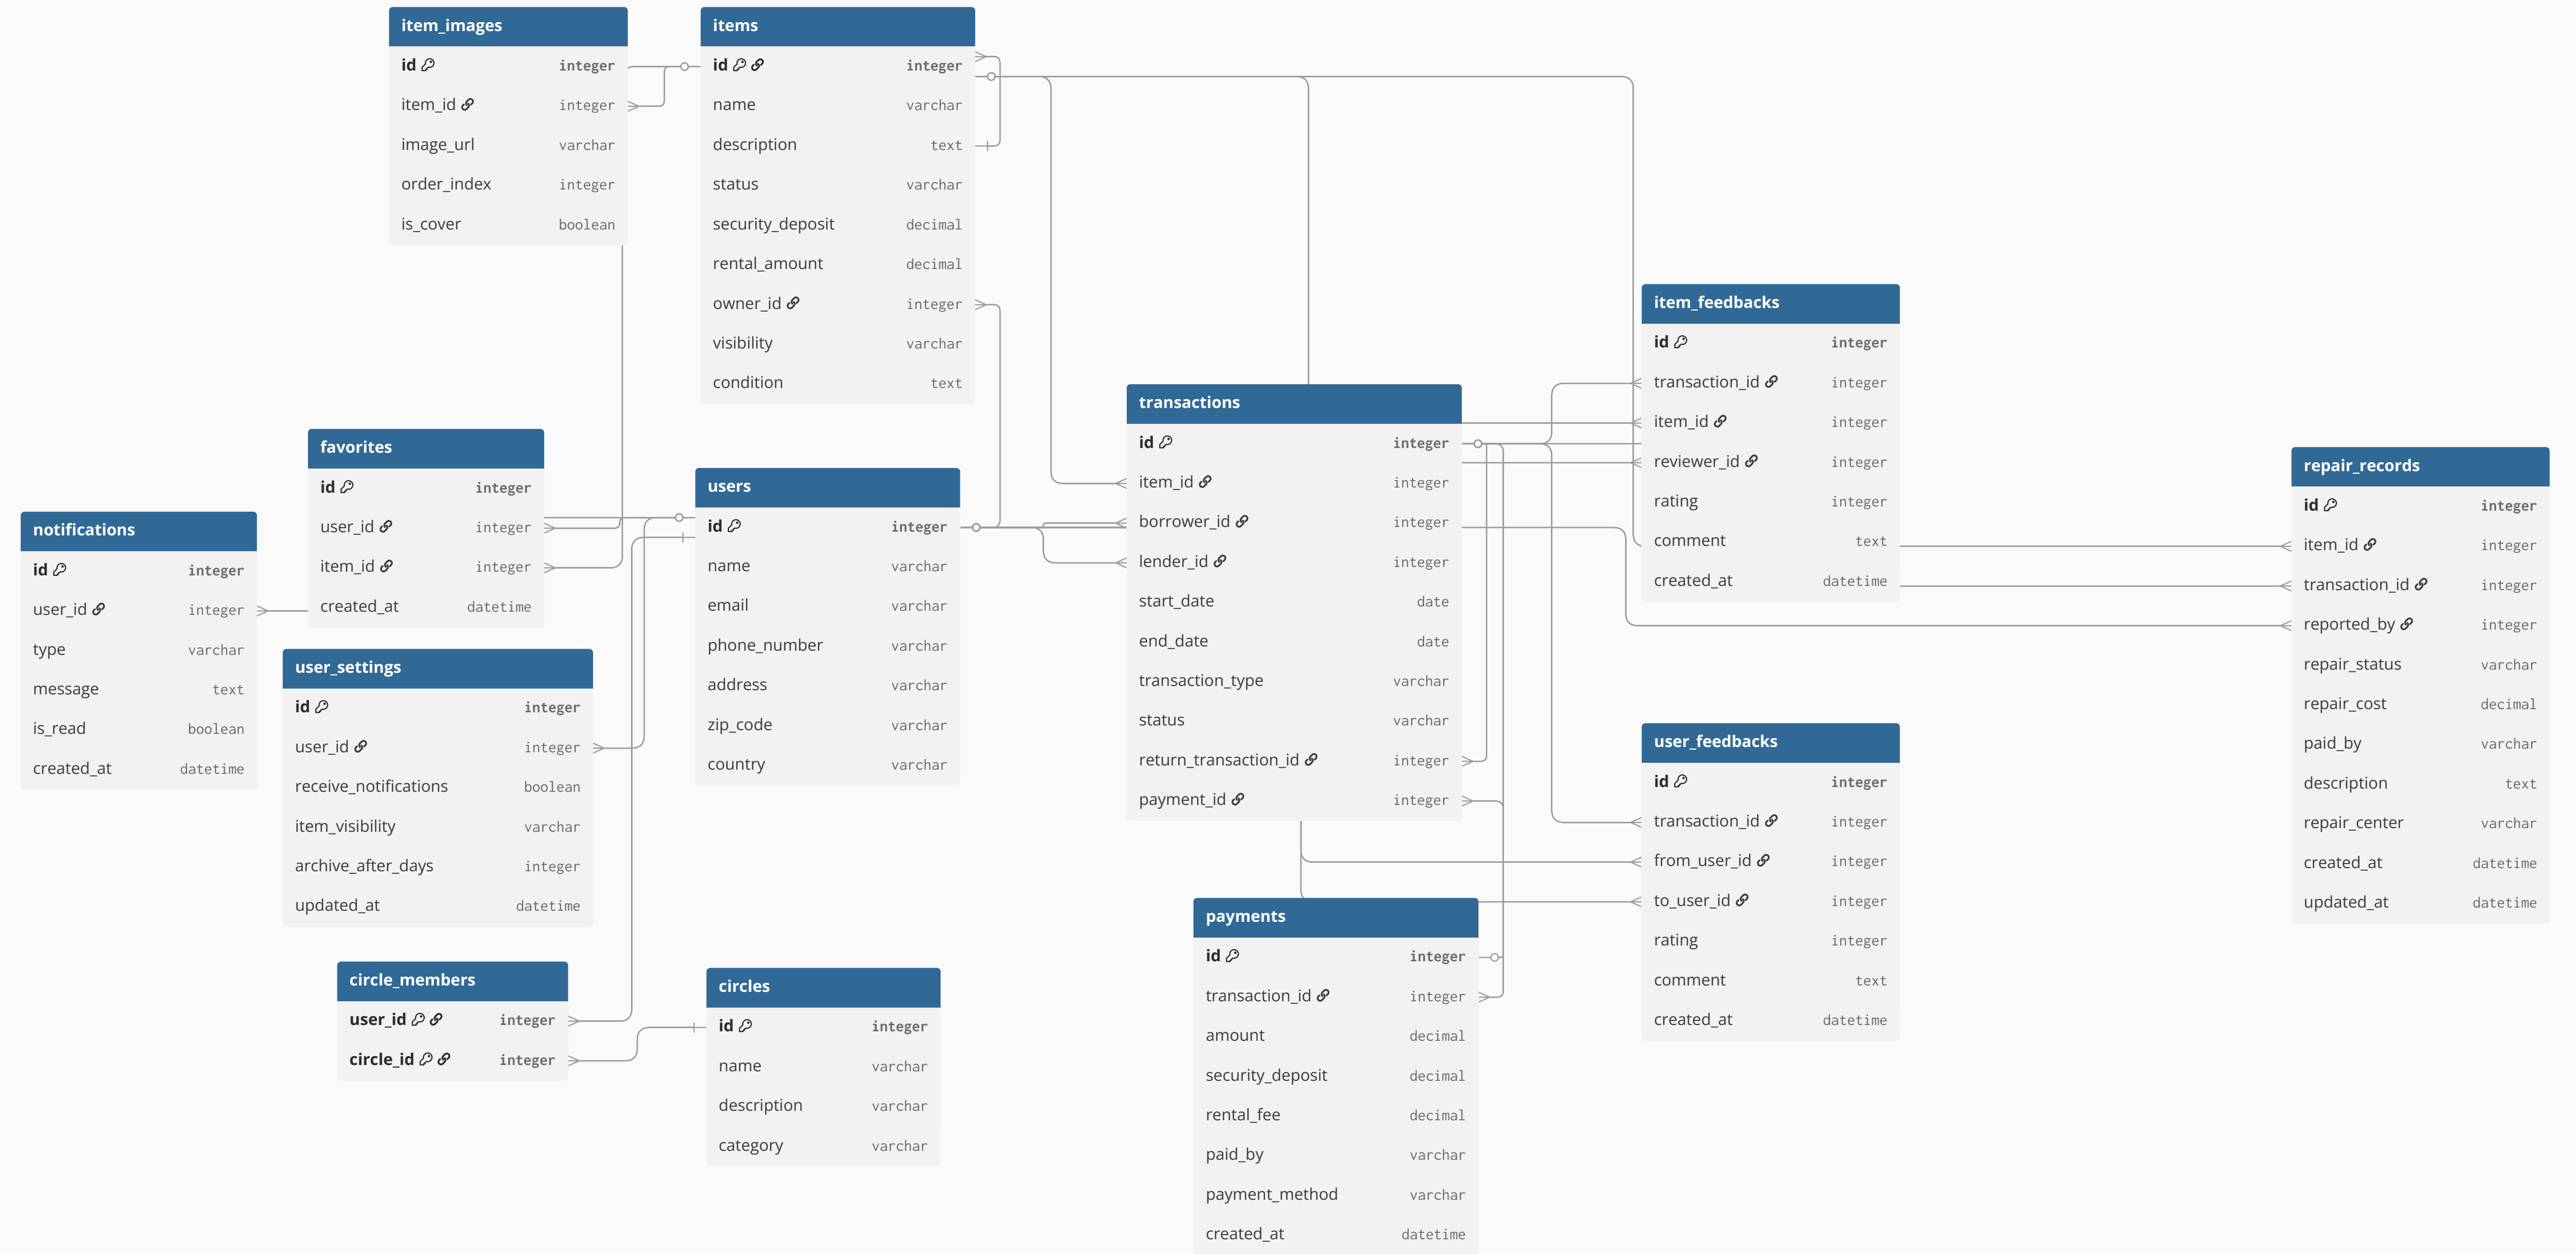 item_images
id integer
item_id integer
image_url varchar
order_index integer
is_cover boolean
items
id integer
name varchar
description text
status varchar
security_deposit decimal
rental_amount decimal
owner_id integer
visibility varchar
condition text
item_feedbacks
id integer
transaction_id integer
item_id integer
reviewer_id integer
rating integer
comment text
created_at datetime
transactions
id integer
item_id integer
borrower_id integer
lender_id integer
start_date date
end_date date
transaction_type varchar
status varchar
return_transaction_id integer
payment_id integer
favorites
id integer
user_id integer
item_id integer
created_at datetime
repair_records
id integer
item_id integer
transaction_id integer
reported_by integer
repair_status varchar
repair_cost decimal
paid_by varchar
description text
repair_center varchar
created_at datetime
updated_at datetime
users
id integer
name varchar
email varchar
phone_number varchar
address varchar
zip_code varchar
country varchar
notifications
id integer
user_id integer
type varchar
message text
is_read boolean
created_at datetime
user_settings
id integer
user_id integer
receive_notifications boolean
item_visibility varchar
archive_after_days integer
updated_at datetime
user_feedbacks
id integer
transaction_id integer
from_user_id integer
to_user_id integer
rating integer
comment text
created_at datetime
payments
id integer
transaction_id integer
amount decimal
security_deposit decimal
rental_fee decimal
paid_by varchar
payment_method varchar
created_at datetime
circle_members
user_id integer
circle_id integer
circles
id integer
name varchar
description varchar
category varchar